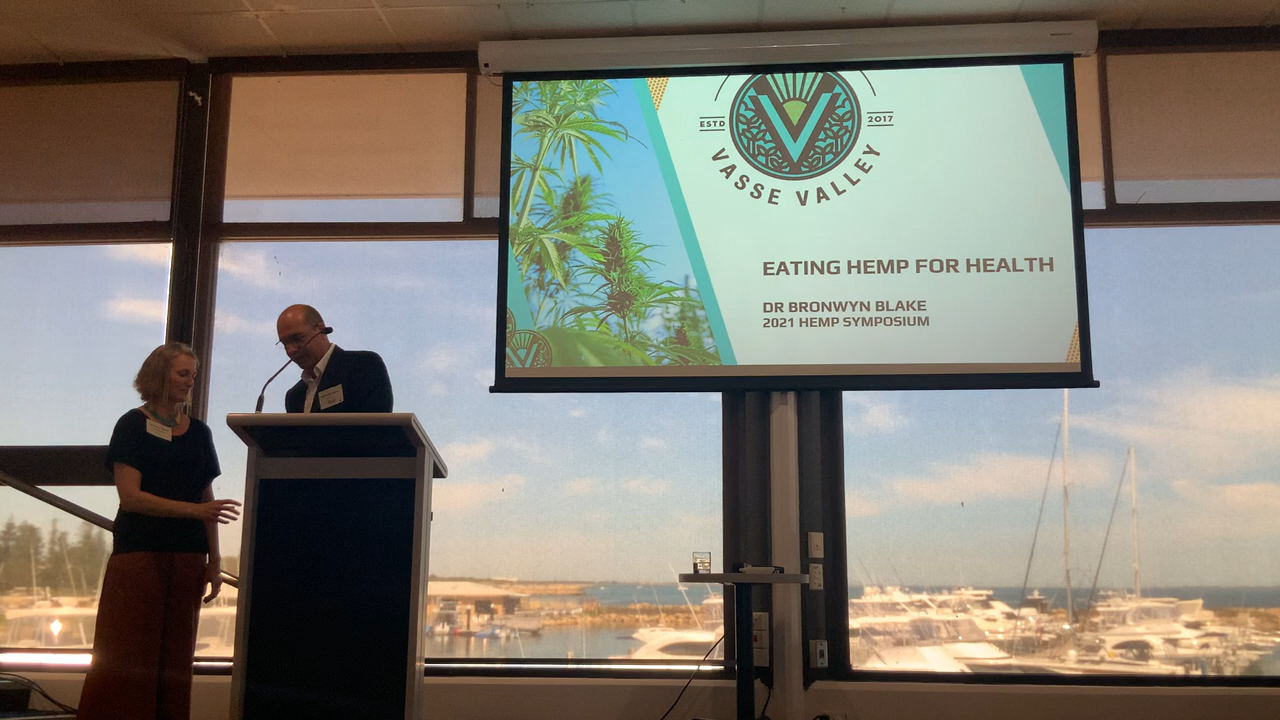 ESTD
2017
VASSE VALLEY
EATING HEMP FOR HEALTH
DR BRONWYN BLAKE
2021 HEMP SYMPOSIUM